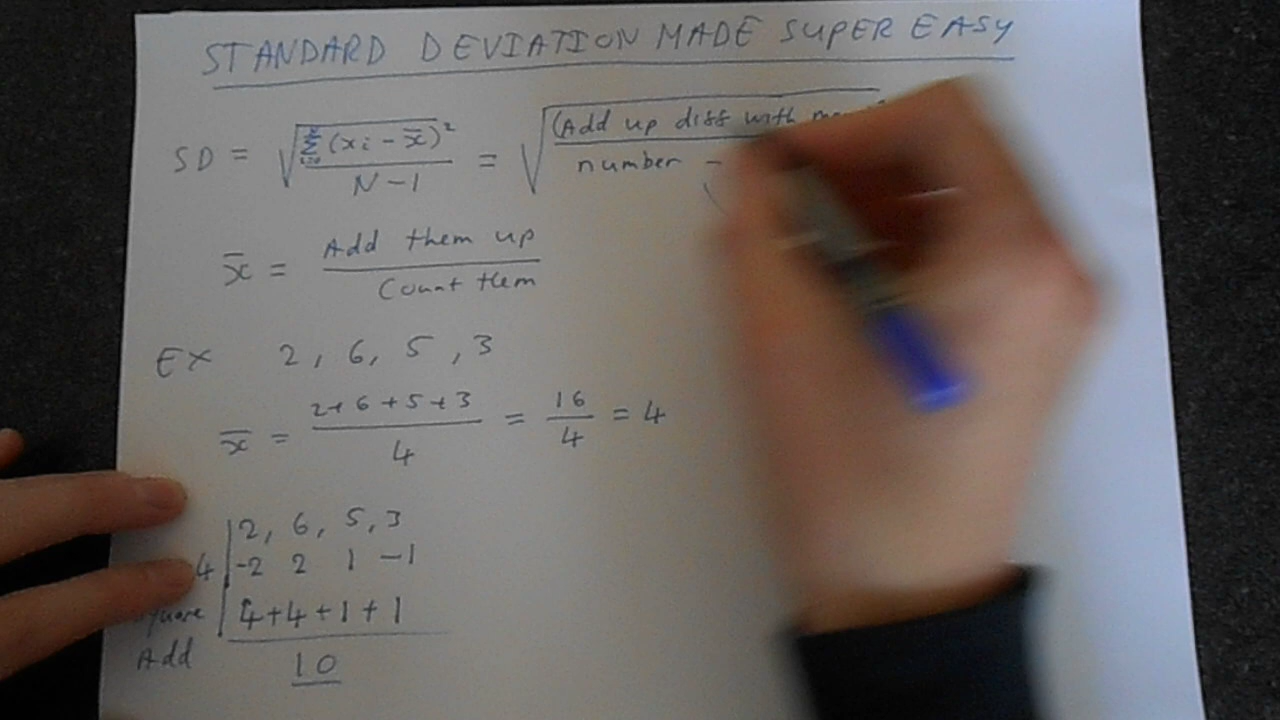 STANDARD DEVIATION MADE SUPER EASY
SD = √(Σ(xi - x̄)² / N-1) = √((Add up diff with / number -
x̄ = Add them up / Count them
EX 2, 6, 5, 3
x̄ = 2+6+5+3 / 4 = 16 / 4 = 4
2, 6, 5, 3
4 -2 2 1 -1
4+4+1+1
Add 10